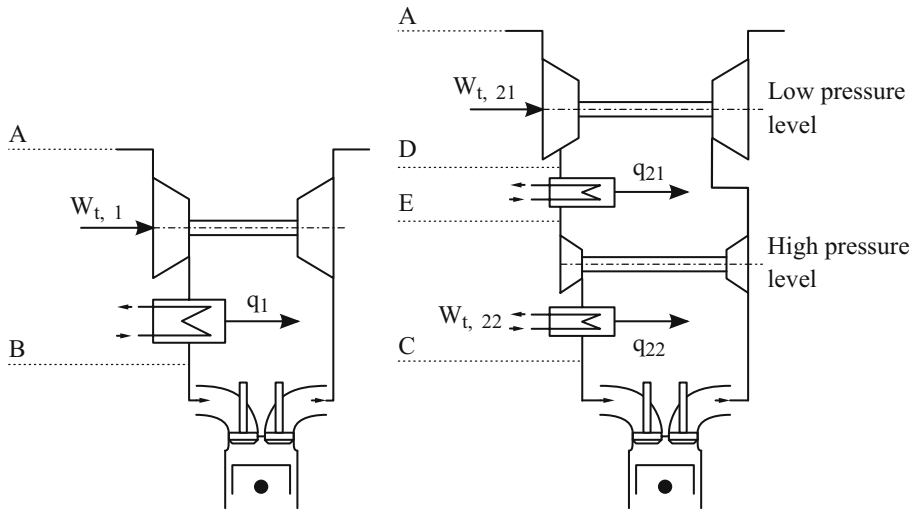 A
W_{t, 1}
q_1
B
A
W_{t, 21}
Low pressure
level
D
q_{21}
E
High pressure
level
W_{t, 22}
q_{22}
C